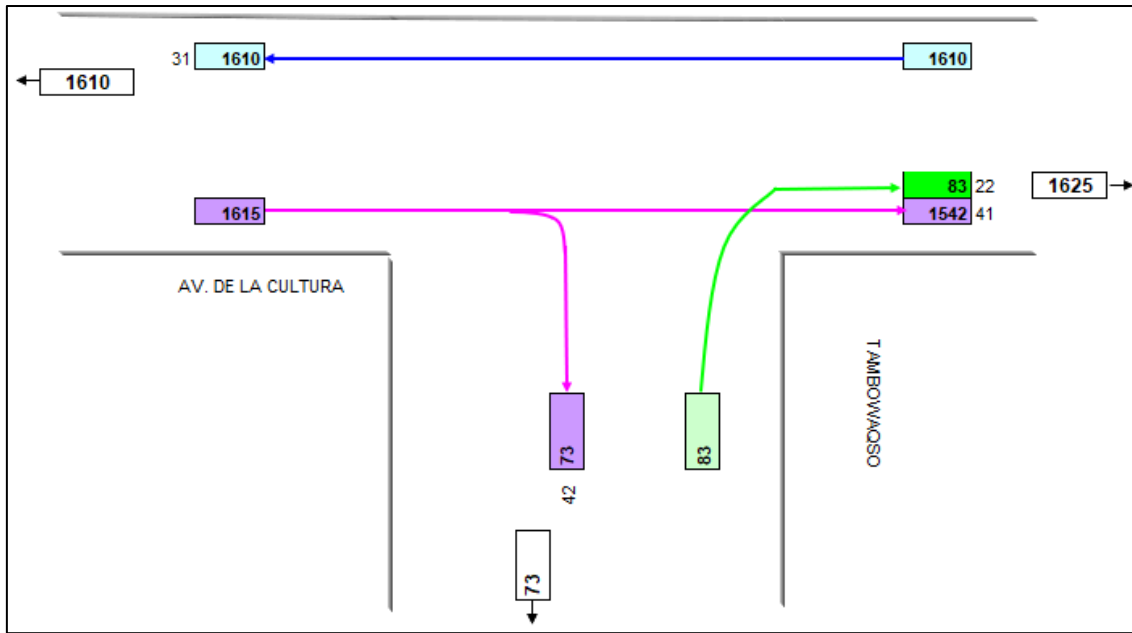 31 1610 1610
1610
83 22 1625
1615 1542 41
AV. DE LA CULTURA
TAMBOWAQSO
73 83
42
73